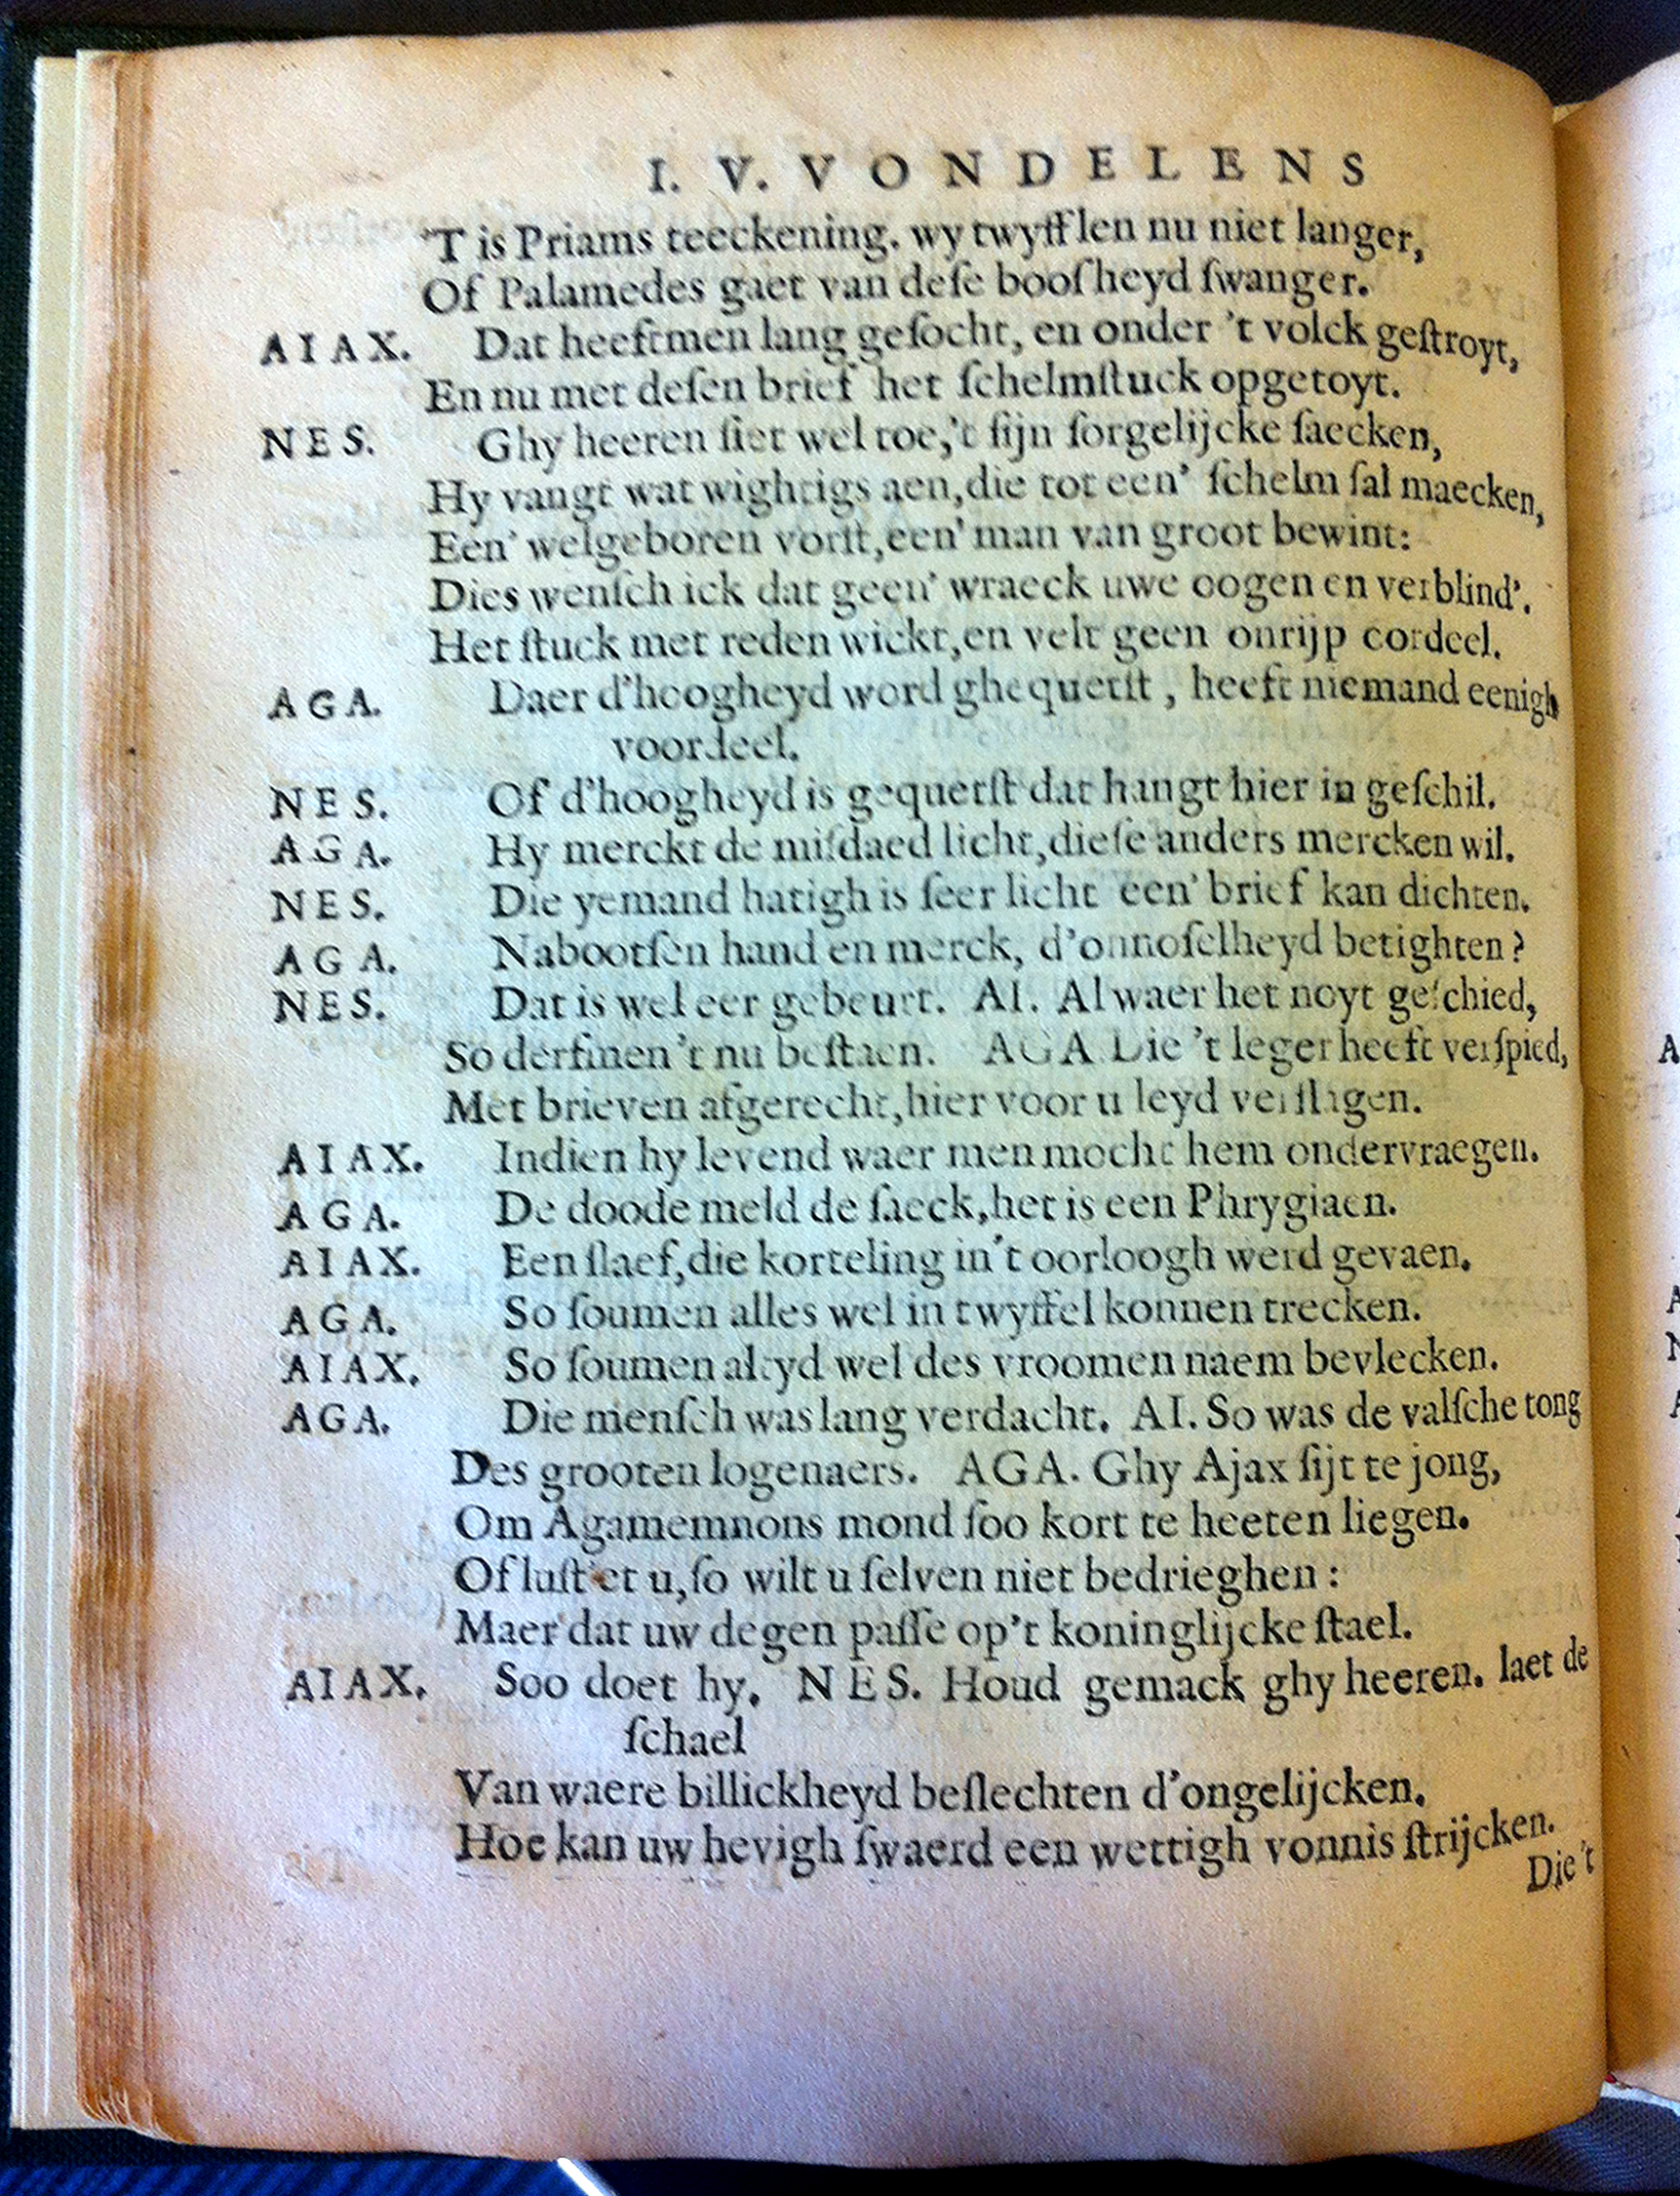 I. V. VONDELENS
'T is Priams teeckening. wy twyfflen nu niet langer,
Of Palamedes gaet van dese boosheyd swanger.
AIAX. Dat heeftmen lang gesocht, en onder 't volck gestroyt,
En nu met desen brief het schelmstuck opgetoyt.
NES. Ghy heeren siet wel toe,'t sijn sorgelijcke saecken,
Hy vangt wat wightigs aen,die tot een' schelm sal maecken,
Een' welgeboren vorst,een' man van groot bewint:
Dies wensch ick dat geen' wraeck uwe oogen en verblind'.
Het stuck met reden wickt,en velt geen onrijp oordeel.
AGA. Daer d'hoogheyd word ghequetst, heeft niemand eenigh
voordeel.
NES. Of d'hoogheyd is gequetst dat hangt hier in geschil.
AGA. Hy merckt de misdaed licht,diese anders mercken wil.
NES. Die yemand hatigh is seer licht een' brief kan dichten.
AGA. Nabootsen hand en merck, d'onnoselheyd betighten?
NES. Dat is wel eer gebeurt. AI. Al waer het noyt geschied,
So derfmen 't nu bestaen. AGA Die 't leger heeft verspied,
Met brieven afgerecht,hier voor u leyd verslagen.
AIAX. Indien hy levend waer men mocht hem ondervraegen.
AGA. De doode meld de saeck,het is een Phrygiaen.
AIAX. Een slaef,die korteling in't oorloogh werd gevaen.
AGA. So soumen alles wel in twyffel konnen trecken.
AIAX. So soumen altyd wel des vroomen naem bevlecken.
AGA. Die mensch was lang verdacht. AI. So was de valsche tong
Des grooten logenaers. AGA. Ghy Ajax sijt te jong,
Om Agamemnons mond soo kort te heeten liegen.
Of lust'et u,so wilt u selven niet bedrieghen:
Maer dat uw degen passe op't koninglijcke stael.
AIAX. Soo doet hy. NES. Houd gemack ghy heeren. laet de
schael
Van waere billickheyd beslechten d'ongelijcken.
Hoe kan uw hevigh swaerd een wettigh vonnis strijcken.
Die 't